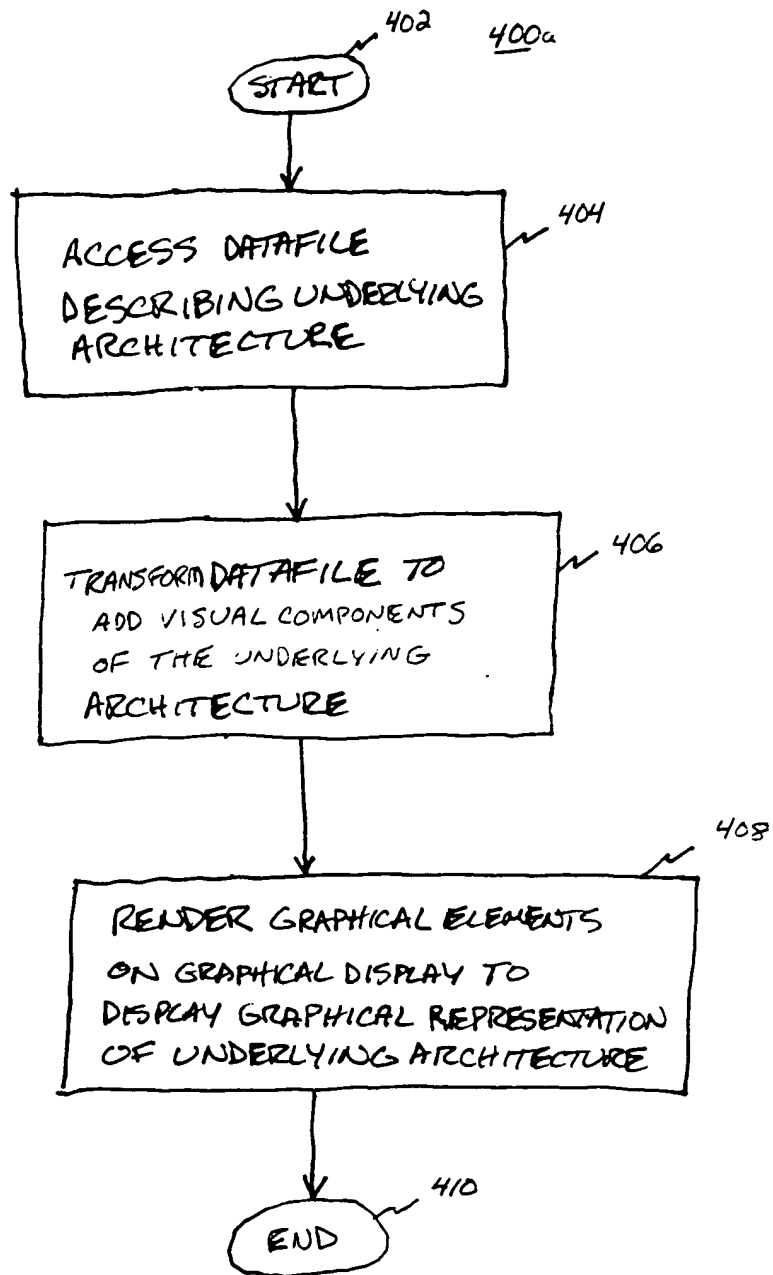 402
400a
START
404
ACCESS DATAFILE
DESCRIBING UNDERLYING
ARCHITECTURE
406
TRANSFORM DATAFILE TO
ADD VISUAL COMPONENTS
OF THE UNDERLYING
ARCHITECTURE
408
RENDER GRAPHICAL ELEMENTS
ON GRAPHICAL DISPLAY TO
DISPLAY GRAPHICAL REPRESENTATION
OF UNDERLYING ARCHITECTURE
410
END